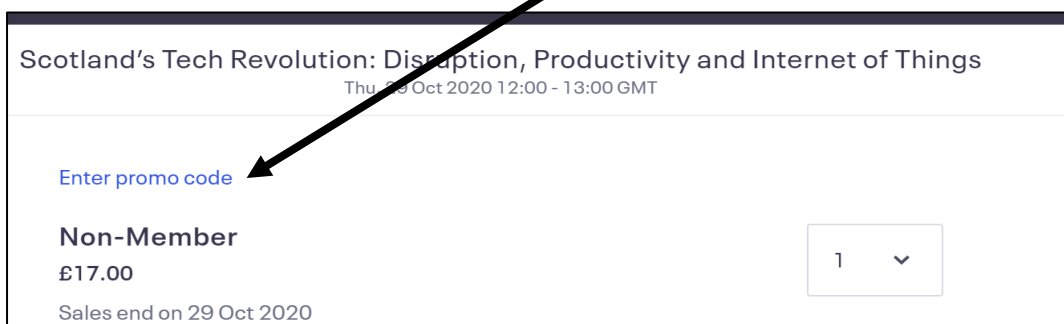 Scotland's Tech Revolution: Disruption, Productivity and Internet of Things
Thu, 29 Oct 2020 12:00 - 13:00 GMT
Enter promo code
Non-Member
1
£17.00
Sales end on 29 Oct 2020